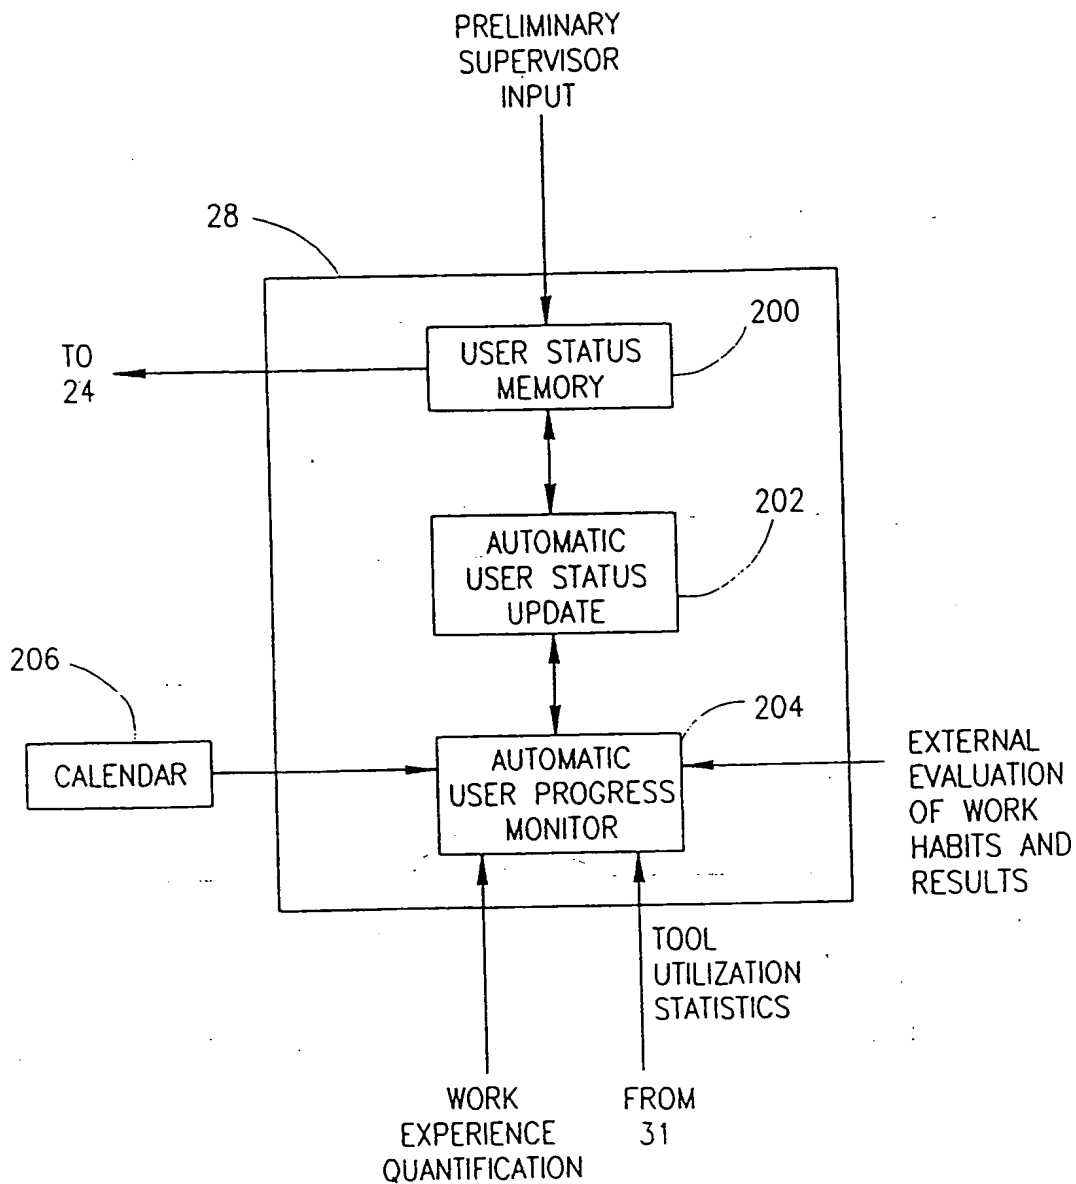 PRELIMINARY
SUPERVISOR
INPUT
28
200
USER STATUS
MEMORY
TO
24
202
AUTOMATIC
USER STATUS
UPDATE
206
204
CALENDAR
AUTOMATIC
USER PROGRESS
MONITOR
EXTERNAL
EVALUATION
OF WORK
HABITS AND
RESULTS
TOOL
UTILIZATION
STATISTICS
WORK
EXPERIENCE
QUANTIFICATION
FROM
31